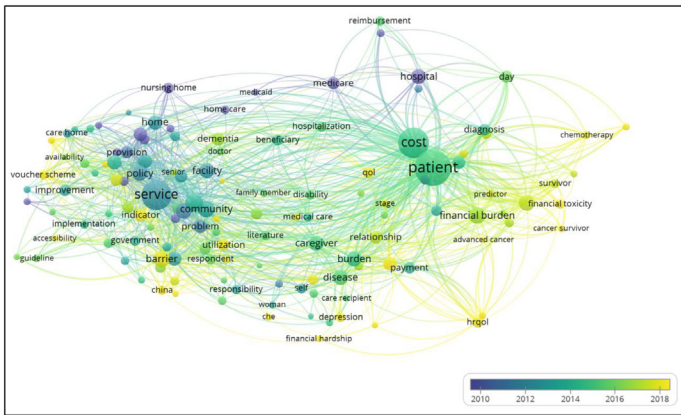 reimbursement
hospital
day
medicare
nursing home
medicaid
home care
home
hospitalization
diagnosis
chemotherapy
care home
dementia
beneficiary
cost
provision
doctor
availability
patient
voucher scheme
policy
senior
facility
qol
improvement
service
family member
disability
predictor
survivor
stage
financial toxicity
indicator
community
medical care
financial burden
implementation
problem
literature
cancer survivor
accessibility
government
utilization
caregiver
relationship
advanced cancer
guideline
barrier
respondent
burden
payment
disease
china
responsibility
self
care recipient
woman
che
depression
hrqol
financial hardship
2010 2012 2014 2016 2018